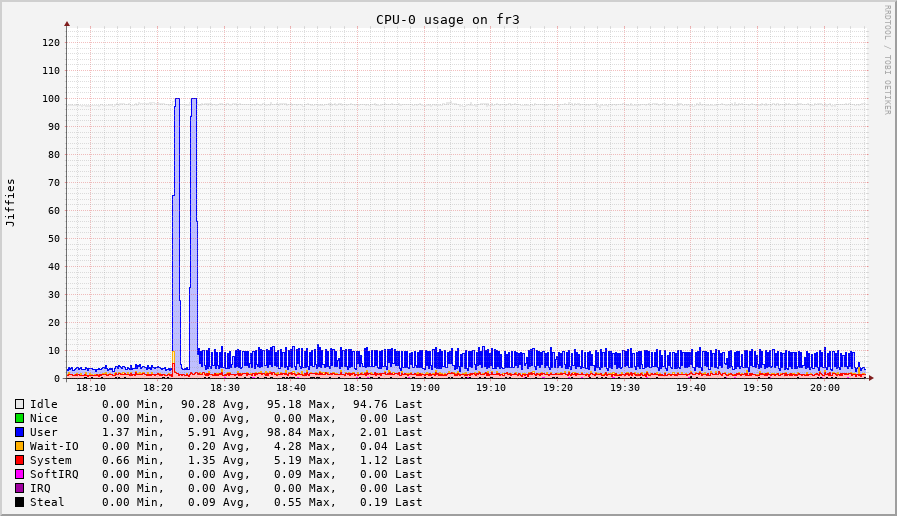 CPU-0 usage on fr3
RRDTOOL / TOBI OETIKER
Jiffies
120
110
100
90
80
70
60
50
40
30
20
10
0
18:10 18:20 18:30 18:40 18:50 19:00 19:10 19:20 19:30 19:40 19:50 20:00
Idle 0.00 Min, 90.28 Avg, 95.18 Max, 94.76 Last
Nice 0.00 Min, 0.00 Avg, 0.00 Max, 0.00 Last
User 1.37 Min, 5.91 Avg, 98.84 Max, 2.01 Last
Wait-IO 0.00 Min, 0.20 Avg, 4.28 Max, 0.04 Last
System 0.66 Min, 1.35 Avg, 5.19 Max, 1.12 Last
SoftIRQ 0.00 Min, 0.00 Avg, 0.09 Max, 0.00 Last
IRQ 0.00 Min, 0.00 Avg, 0.00 Max, 0.00 Last
Steal 0.00 Min, 0.09 Avg, 0.55 Max, 0.19 Last